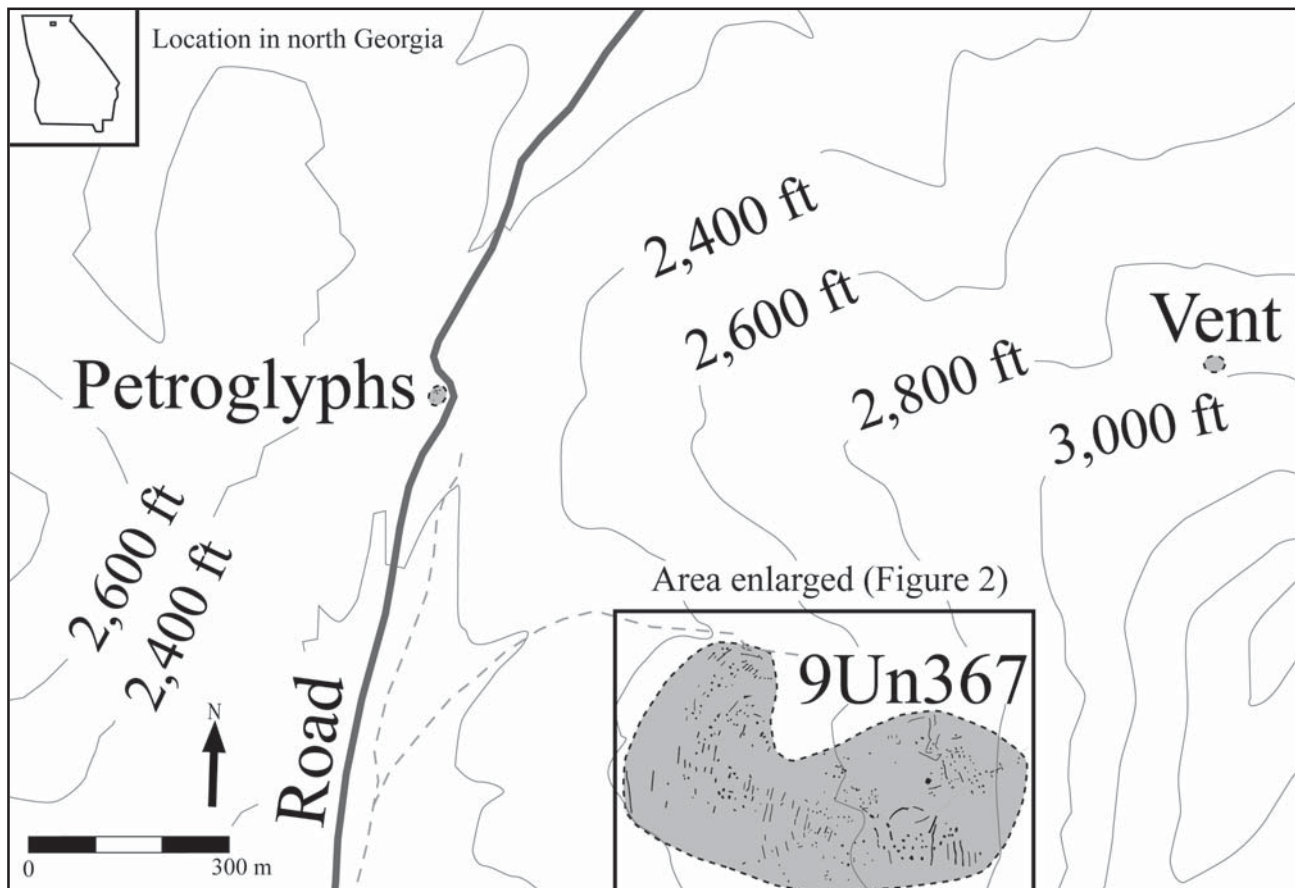 Location in north Georgia
2,400 ft
2,600 ft
Vent
Petroglyphs
2,800 ft
3,000 ft
2,600 ft
2,400 ft
Area enlarged (Figure 2)
9Un367
N
Road
0 300 m